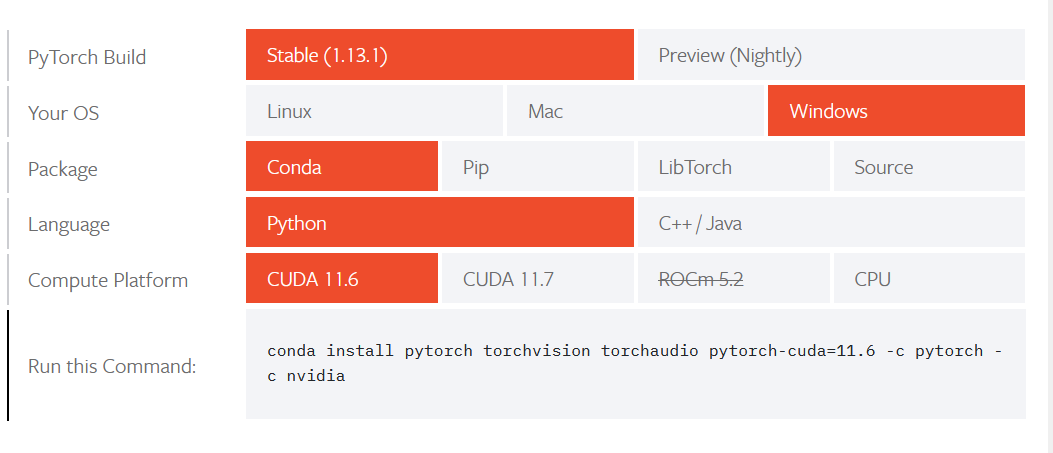 PyTorch Build
Stable (1.13.1)
Preview (Nightly)
Your OS
Linux
Mac
Windows
Package
Conda
Pip
LibTorch
Source
Language
Python
C++ / Java
Compute Platform
CUDA 11.6
CUDA 11.7
ROCm 5.2
CPU
Run this Command:
conda install pytorch torchvision torchaudio pytorch-cuda=11.6 -c pytorch -
c nvidia